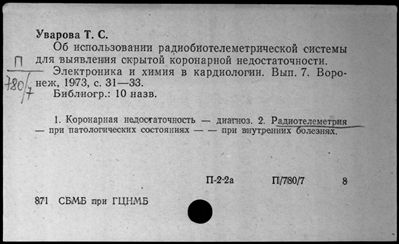 Уварова Т. С.
Об использовании радиобиотелеметрической системы
для выявления скрытой коронарной недостаточности.
Электроника и химия в кардиологии. Вып. 7. Воро-
неж, 1973, с. 31—33.
Библиогр.: 10 назв.
П
780/7
1. Коронарная недостаточность — диагноз. 2. Радиотелеметрия
— при патологических состояниях — — при внутренних болезнях.
П-2-2а П/780/7 8
871 СБМБ при ГЦНМБ